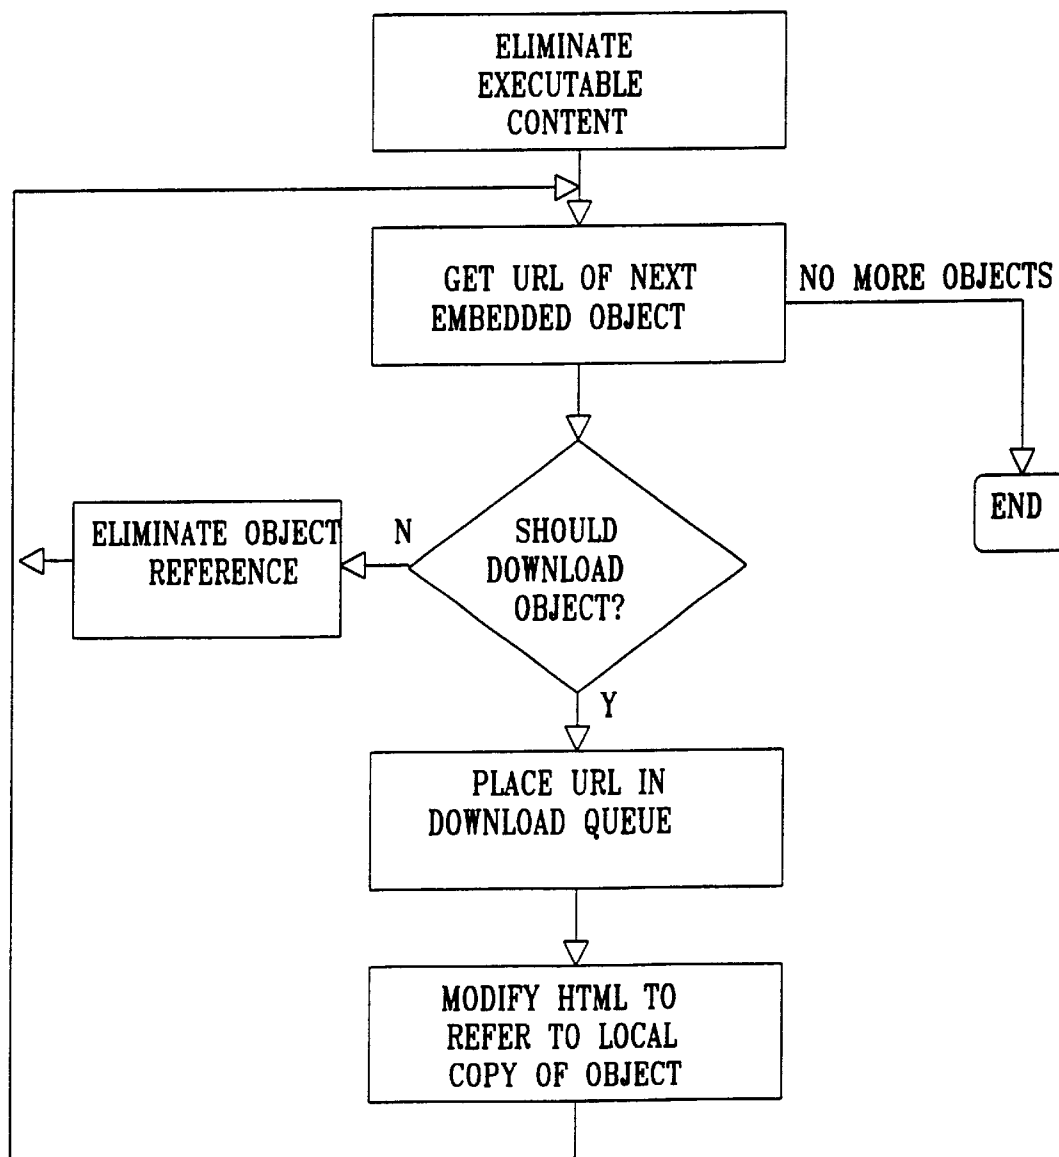 ELIMINATE
EXECUTABLE
CONTENT
GET URL OF NEXT
EMBEDDED OBJECT
NO MORE OBJECTS
END
SHOULD
DOWNLOAD
OBJECT?
N
ELIMINATE OBJECT
REFERENCE
Y
PLACE URL IN
DOWNLOAD QUEUE
MODIFY HTML TO
REFER TO LOCAL
COPY OF OBJECT